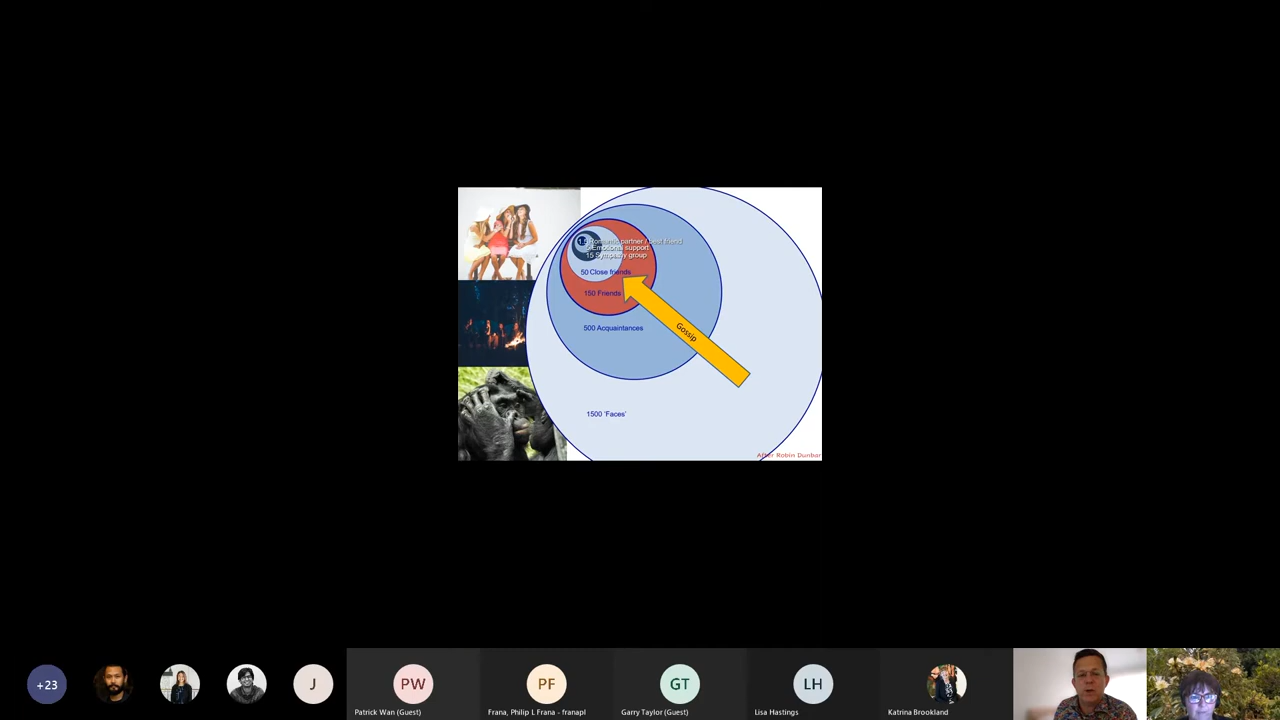 1.5 Romantic partner / best friend
5 Emotional support
15 Sympathy group
50 Close friends
150 Friends
Gossip
500 Acquaintances
1500 'Faces'
After Robin Dunbar
+23
J
PW
PF
GT
LH
Patrick Wan (Guest)
Frana, Philip L Frana - franapl
Garry Taylor (Guest)
Lisa Hastings
Katrina Brookland